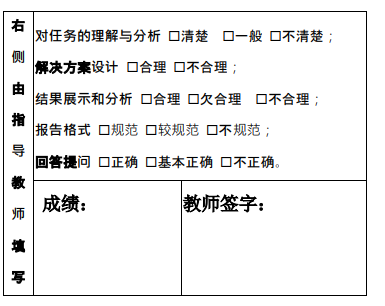 右侧由指导教师填写
对任务的理解与分析 □清楚 □一般 □不清楚；
解决方案设计 □合理 □不合理；
结果展示和分析 □合理 □欠合理 □不合理；
报告格式 □规范 □较规范 □不规范；
回答提问 □正确 □基本正确 □不正确。
成绩： 教师签字：